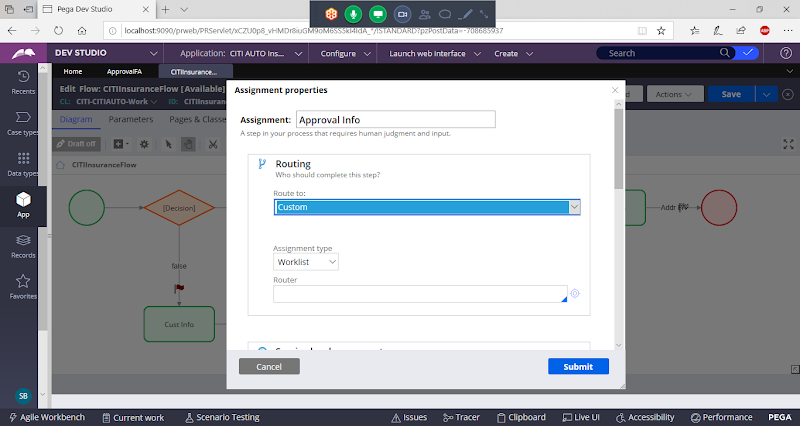 Pega Dev Studio
localhost:9090/prweb/PRServlet/xCZU0p8_vHMDr8iuGM9oM6SSSkl4IdA_*/!STANDARD?pzPostData=-708685937
DEV STUDIO
Application: CITI AUTO Ins...
Configure
Launch web interface
Create
Search
Home
ApprovalFA
CITIInsurance...
Recents
Case types
Data types
App
Records
Favorites
SB
Edit Flow: CITIInsuranceFlow [Available]
CL: CITI-CITIAUTO-Work
ID: CITIInsuran
Actions
Save
Diagram
Parameters
Pages & Classe
Draft off
CITIInsuranceFlow
[Decision]
false
Cust Info
Addr
Assignment properties
Assignment: Approval Info
A step in your process that requires human judgment and input.
Routing
Who should complete this step?
Route to:
Custom
Assignment type
Worklist
Router
Cancel
Submit
Agile Workbench
Current work
Scenario Testing
Issues
Tracer
Clipboard
Live UI
Accessibility
Performance
PEGA